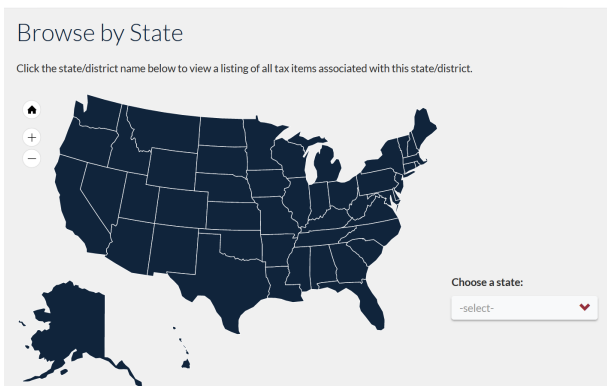 Browse by State
Click the state/district name below to view a listing of all tax items associated with this state/district.
+
−
Choose a state:
-select-